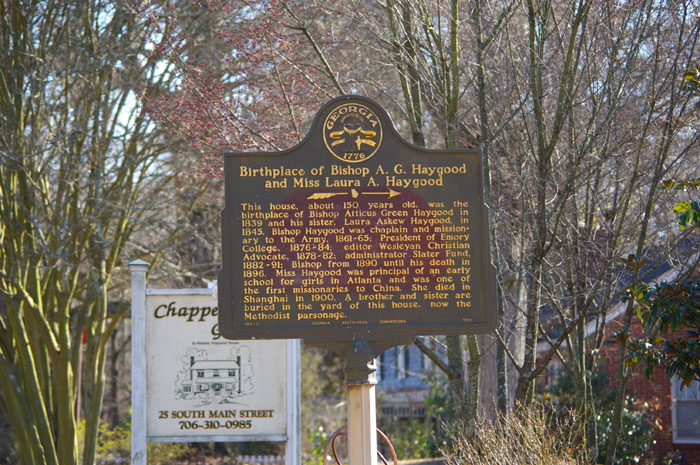 GEORGIA
1776
Birthplace of Bishop A. G. Haygood
and Miss Laura A. Haygood
This house, about 150 years old, was the
birthplace of Bishop Atticus Green Haygood in
1839 and his sister, Laura Askew Haygood, in
1845. Bishop Haygood was chaplain and mission-
ary to the Army, 1861-65; President of Emory
College, 1876-84; editor Wesleyan Christian
Advocate, 1878-82; administrator, Slater Fund,
1882-91; Bishop from 1890 until his death in
1896. Miss Haygood was principal of an early
school for girls in Atlanta and was one of
the first missionaries to China. She died in
Shanghai in 1900. A brother and sister are
buried in the yard of this house, now the
Methodist parsonage.
GEORGIA
Chappe
25 SOUTH MAIN STREET
706-310-0985